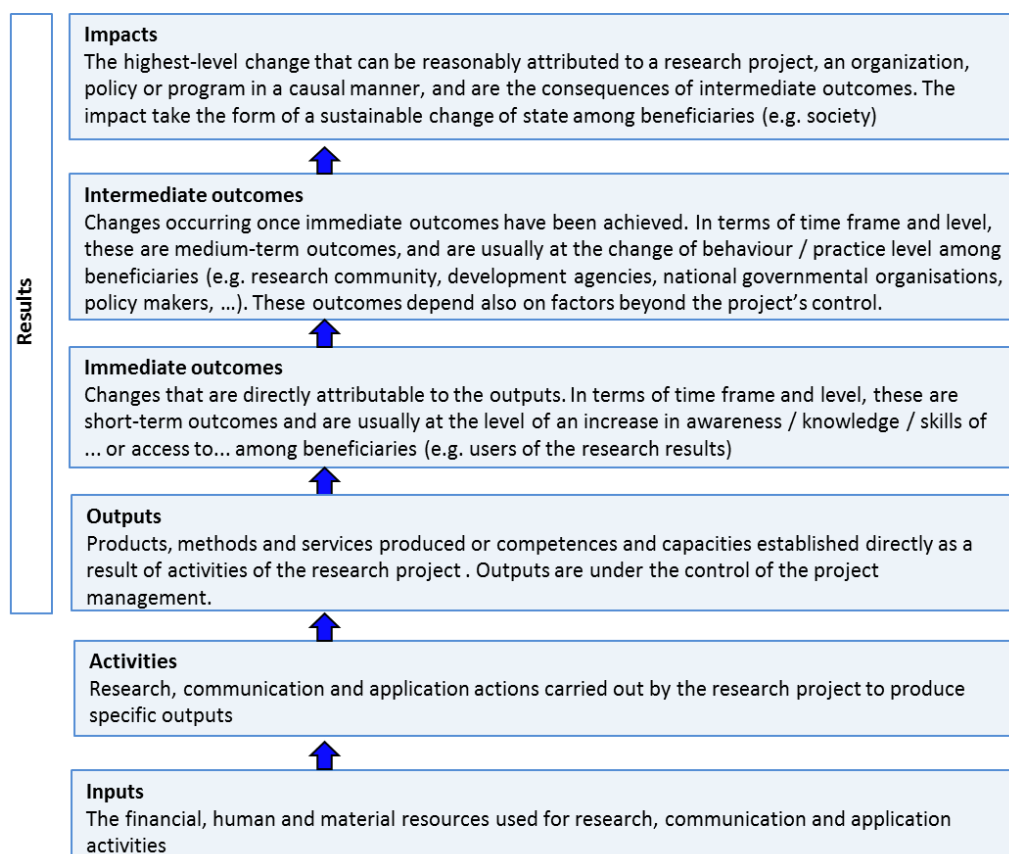 Impacts
The highest-level change that can be reasonably attributed to a research project, an organization,
policy or program in a causal manner, and are the consequences of intermediate outcomes. The
impact take the form of a sustainable change of state among beneficiaries (e.g. society)
Intermediate outcomes
Changes occurring once immediate outcomes have been achieved. In terms of time frame and level,
these are medium-term outcomes, and are usually at the change of behaviour / practice level among
beneficiaries (e.g. research community, development agencies, national governmental organisations,
policy makers, ...). These outcomes depend also on factors beyond the project's control.
Results
Immediate outcomes
Changes that are directly attributable to the outputs. In terms of time frame and level, these are
short-term outcomes and are usually at the level of an increase in awareness / knowledge / skills of
... or access to... among beneficiaries (e.g. users of the research results)
Outputs
Products, methods and services produced or competences and capacities established directly as a
result of activities of the research project . Outputs are under the control of the project
management.
Activities
Research, communication and application actions carried out by the research project to produce
specific outputs
Inputs
The financial, human and material resources used for research, communication and application
activities